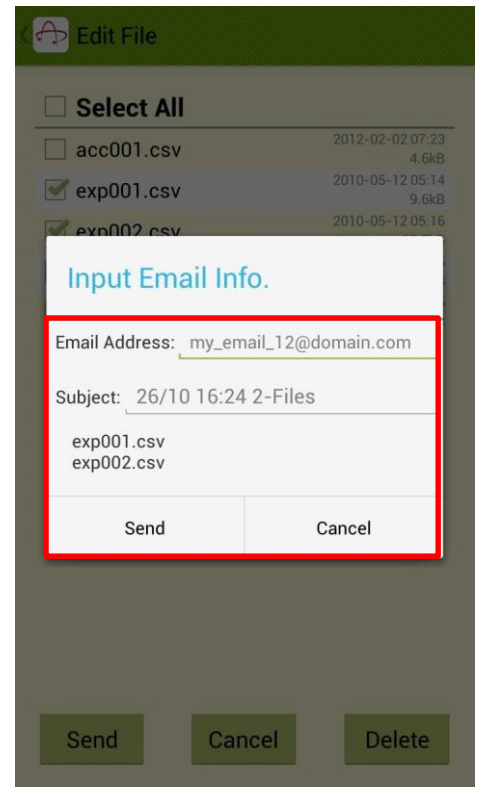 Edit File
Select All
acc001.csv 2012-02-02 07:23
4.6kB
exp001.csv 2010-05-12 05:14
9.6kB
exp002.csv 2010-05-12 05:16
Input Email Info.
Email Address: my_email_12@domain.com
Subject: 26/10 16:24 2-Files
exp001.csv
exp002.csv
Send Cancel
Send Cancel Delete